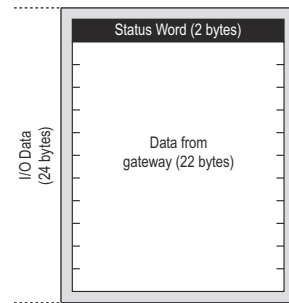 Status Word (2 bytes)
I/O Data
(24 bytes)
Data from
gateway (22 bytes)